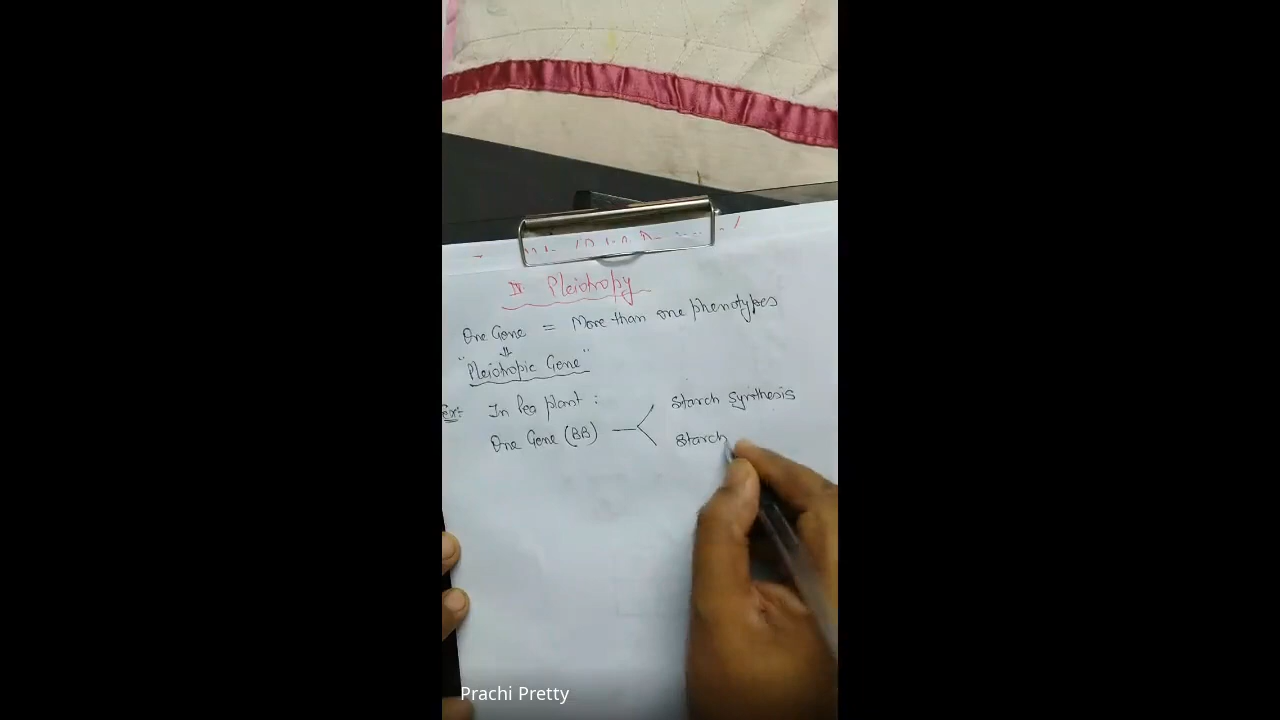 IV. Pleiotropy
One Gene = More than one phenotypes
"Pleiotropic Gene"
Ex:- In Pea plant :
Starch synthesis
One Gene (BB)
Starch
Prachi Pretty